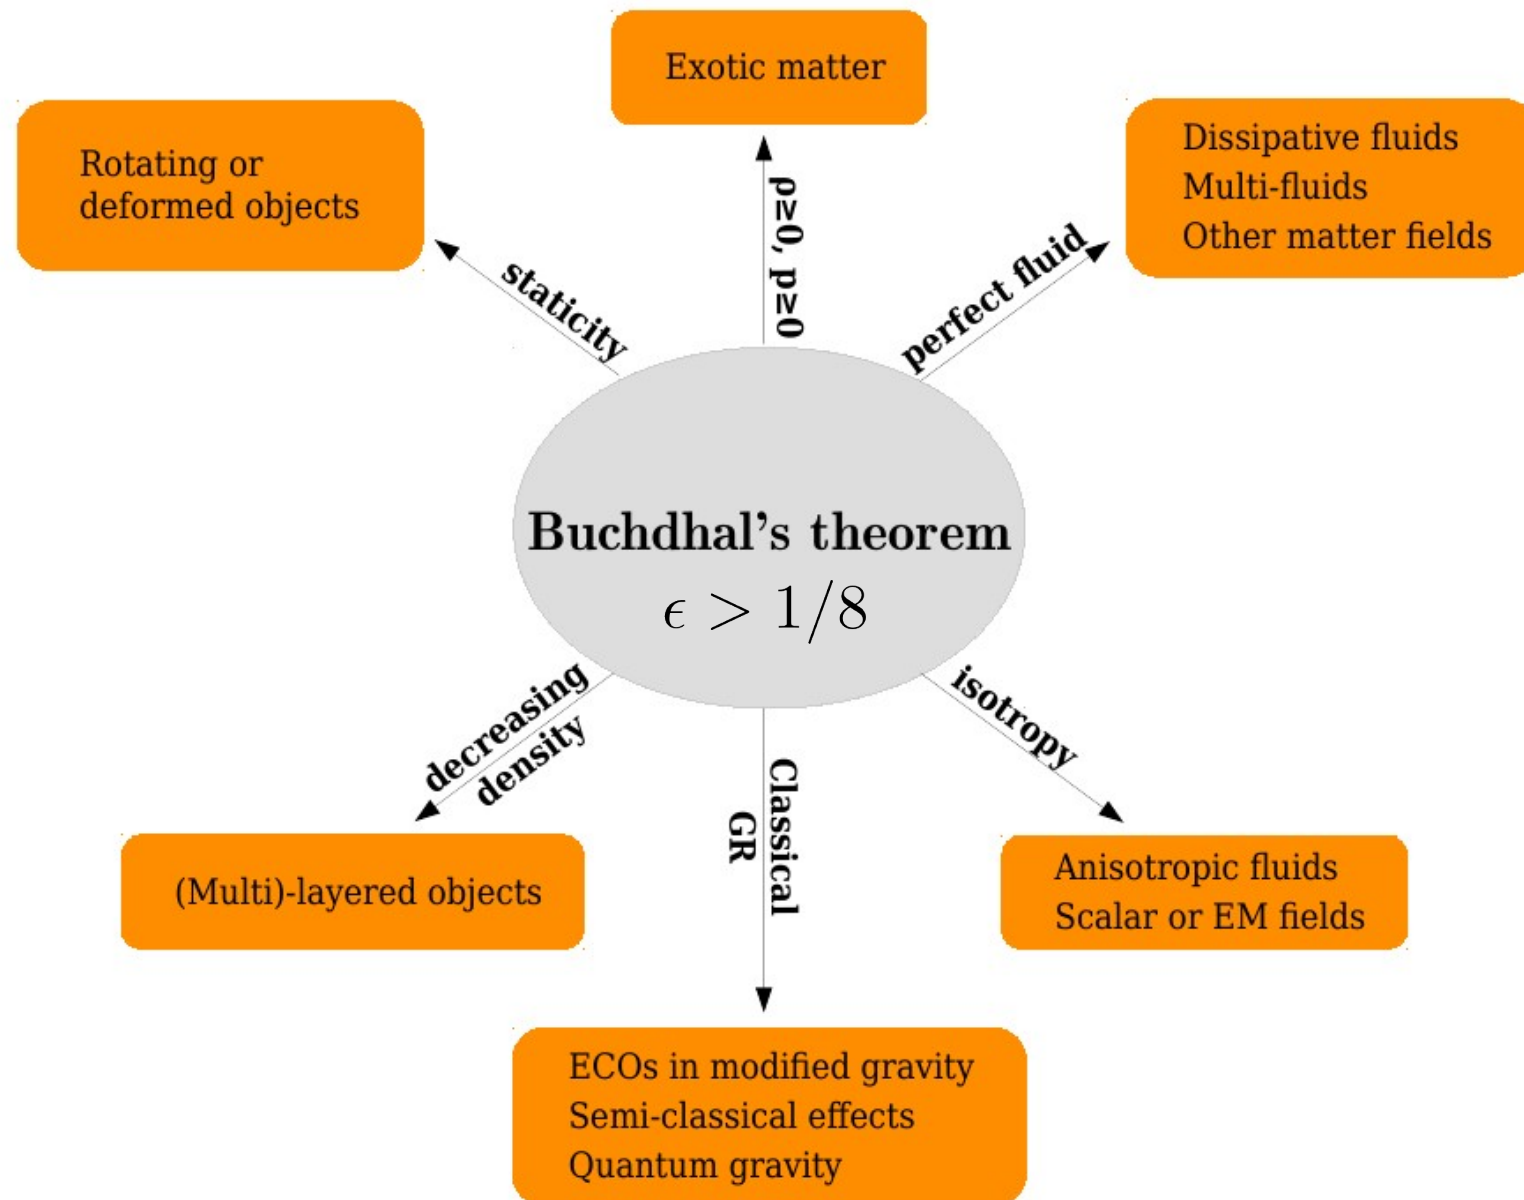 Exotic matter
Rotating or
deformed objects
Dissipative fluids
Multi-fluids
Other matter fields
staticity
ρ≥0, p≥0
perfect fluid
Buchdhal's theorem
ϵ > 1/8
decreasing
density
Classical
GR
isotropy
(Multi)-layered objects
Anisotropic fluids
Scalar or EM fields
ECOs in modified gravity
Semi-classical effects
Quantum gravity